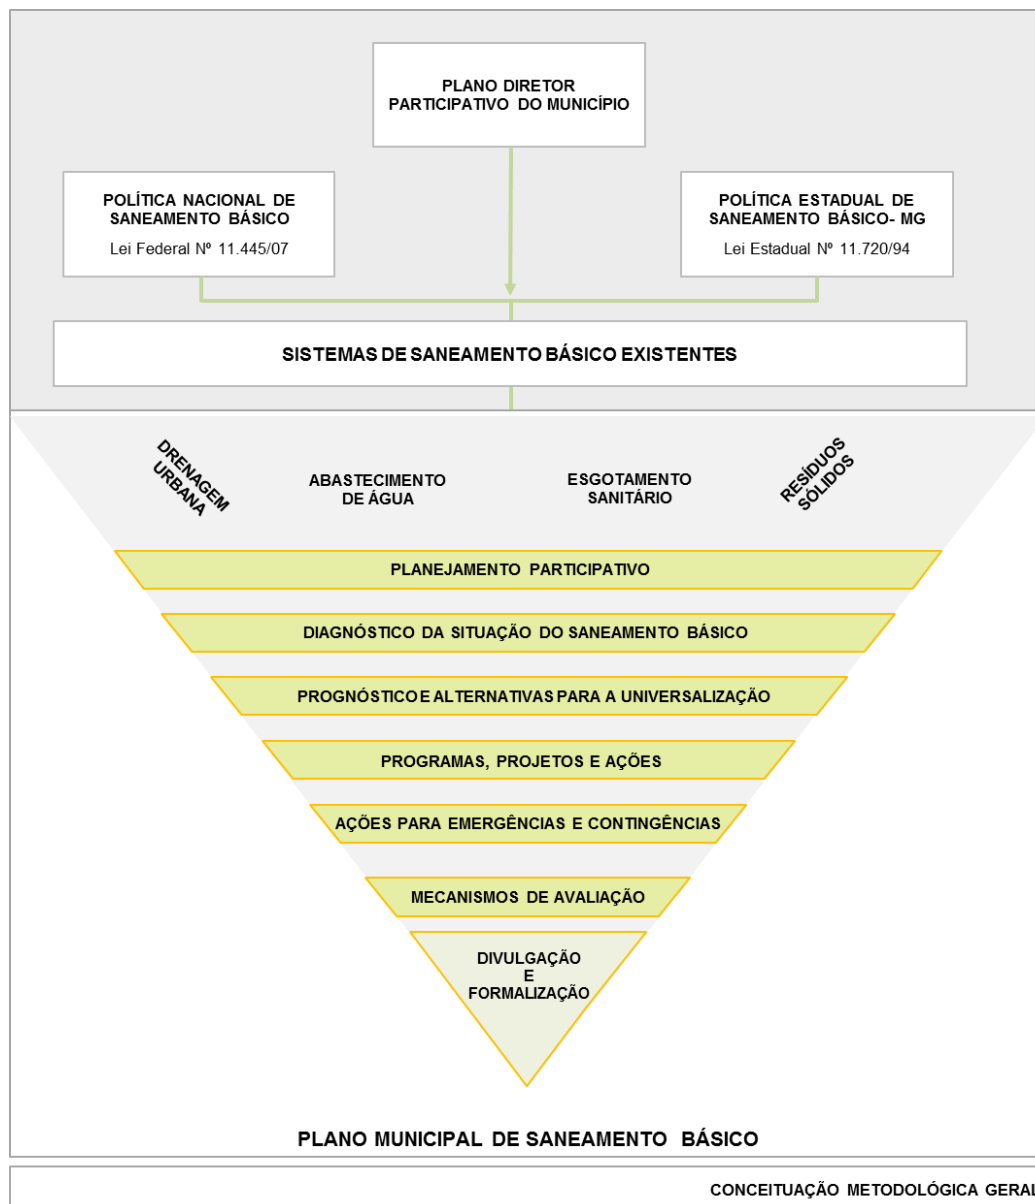 PLANO DIRETOR
PARTICIPATIVO DO MUNICÍPIO
POLÍTICA NACIONAL DE
SANEAMENTO BÁSICO
Lei Federal Nº 11.445/07
POLÍTICA ESTADUAL DE
SANEAMENTO BÁSICO- MG
Lei Estadual Nº 11.720/94
SISTEMAS DE SANEAMENTO BÁSICO EXISTENTES
DRENAGEM
URBANA
ABASTECIMENTO
DE ÁGUA
ESGOTAMENTO
SANITÁRIO
RESÍDUOS
SÓLIDOS
PLANEJAMENTO PARTICIPATIVO
DIAGNÓSTICO DA SITUAÇÃO DO SANEAMENTO BÁSICO
PROGNÓSTICO E ALTERNATIVAS PARA A UNIVERSALIZAÇÃO
PROGRAMAS, PROJETOS E AÇÕES
AÇÕES PARA EMERGÊNCIAS E CONTINGÊNCIAS
MECANISMOS DE AVALIAÇÃO
DIVULGAÇÃO
E
FORMALIZAÇÃO
PLANO MUNICIPAL DE SANEAMENTO BÁSICO
CONCEITUAÇÃO METODOLÓGICA GERAL